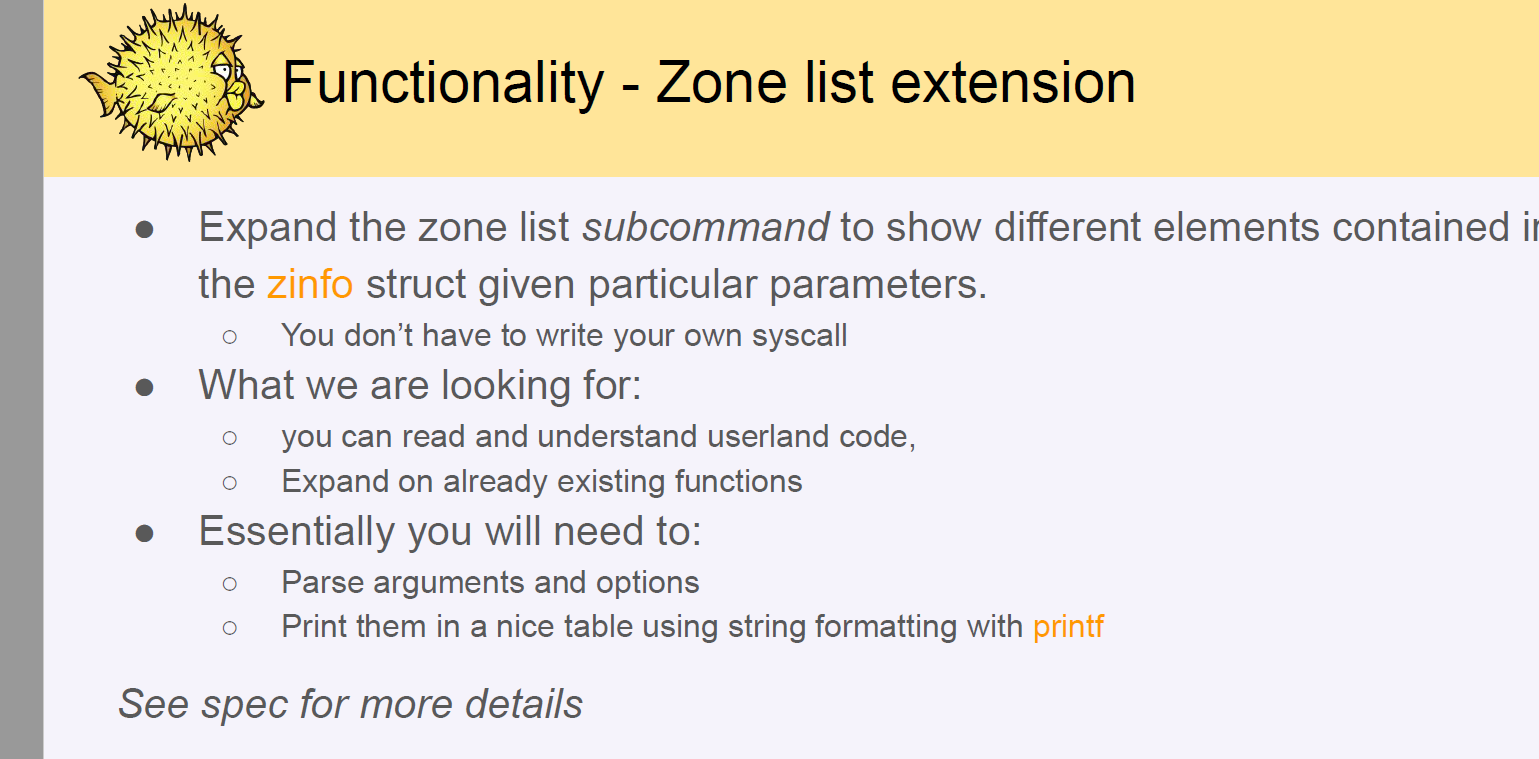 Functionality - Zone list extension
● Expand the zone list subcommand to show different elements contained
the zinfo struct given particular parameters.
○ You don’t have to write your own syscall
● What we are looking for:
○ you can read and understand userland code,
○ Expand on already existing functions
● Essentially you will need to:
○ Parse arguments and options
○ Print them in a nice table using string formatting with printf
See spec for more details